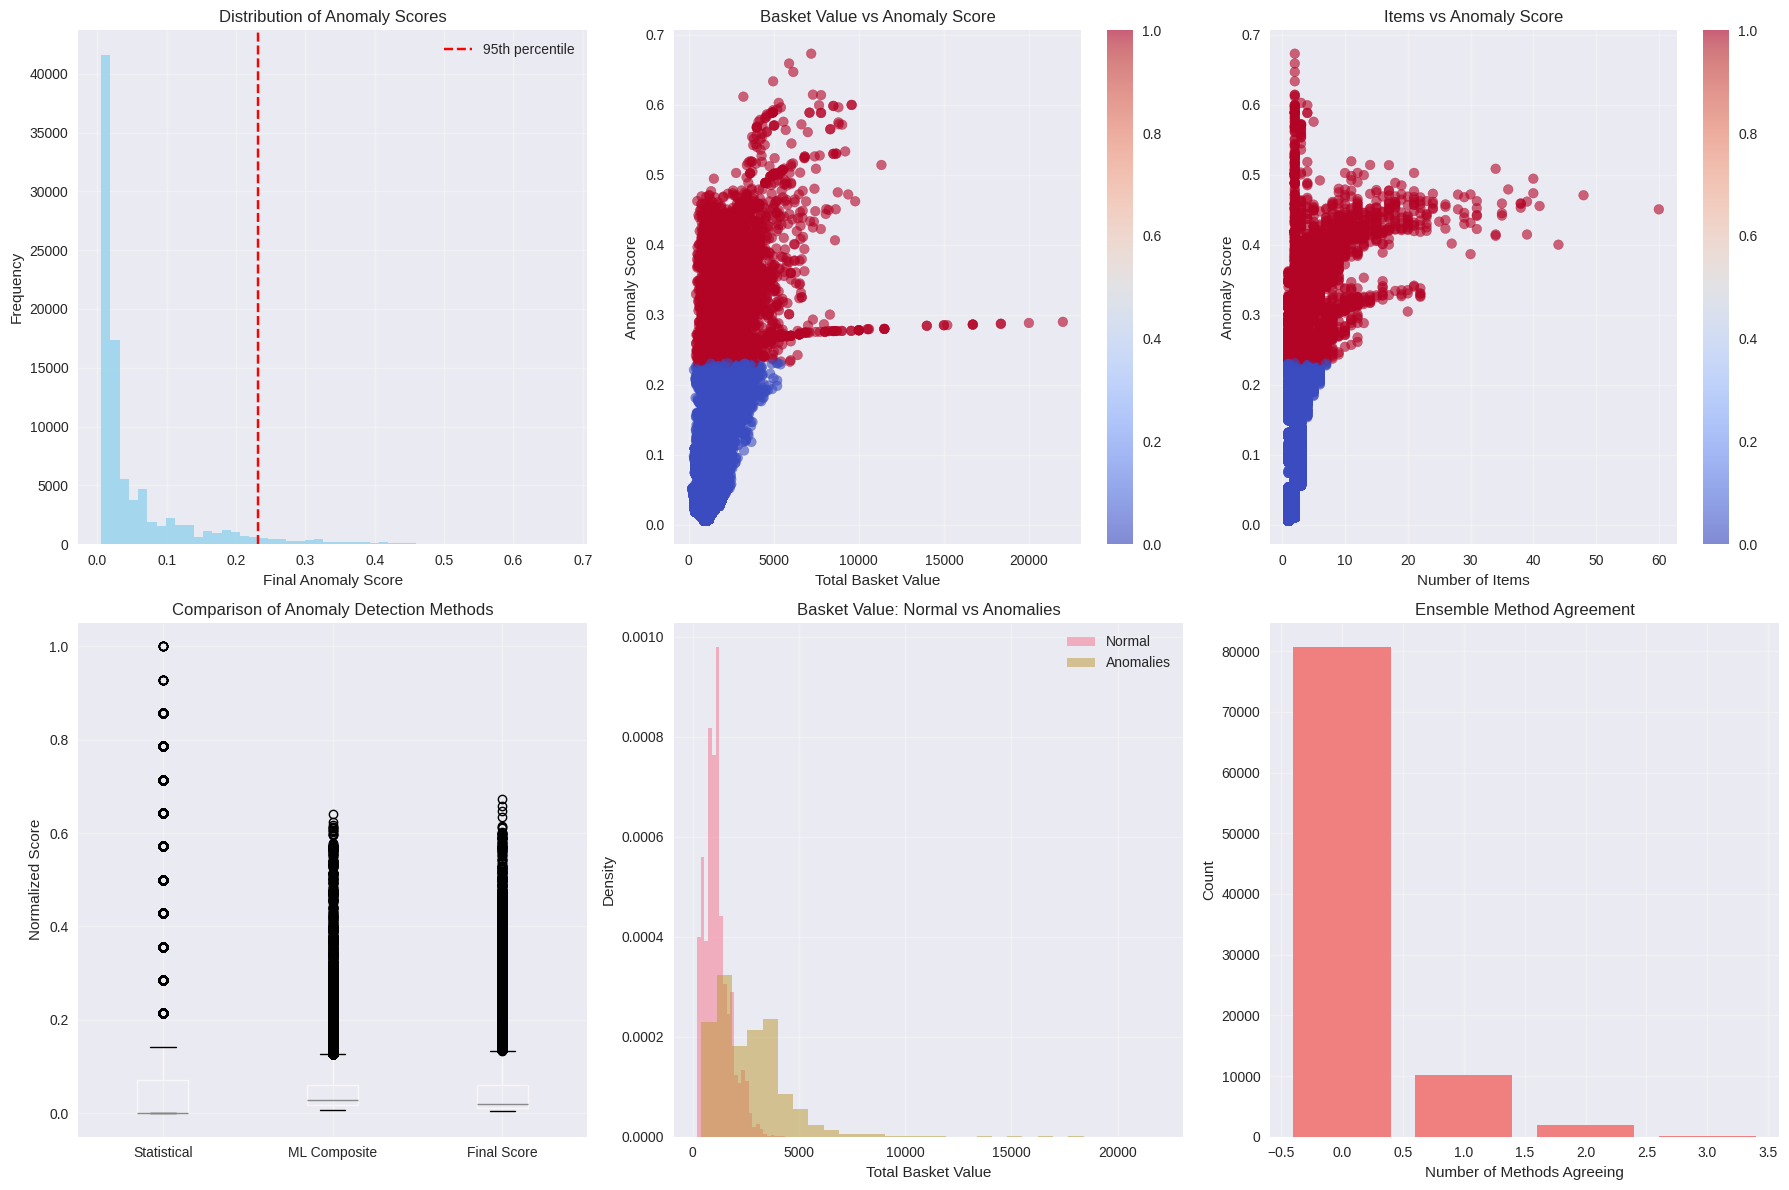 Distribution of Anomaly Scores
95th percentile
Frequency
40000
35000
30000
25000
20000
15000
10000
5000
0
0.0 0.1 0.2 0.3 0.4 0.5 0.6 0.7
Final Anomaly Score
Basket Value vs Anomaly Score
Anomaly Score
0.7
0.6
0.5
0.4
0.3
0.2
0.1
0.0
0 5000 10000 15000 20000
Total Basket Value
1.0
0.8
0.6
0.4
0.2
0.0
Items vs Anomaly Score
Anomaly Score
0.7
0.6
0.5
0.4
0.3
0.2
0.1
0.0
0 10 20 30 40 50 60
Number of Items
1.0
0.8
0.6
0.4
0.2
0.0
Comparison of Anomaly Detection Methods
Normalized Score
1.0
0.8
0.6
0.4
0.2
0.0
Statistical ML Composite Final Score
Basket Value: Normal vs Anomalies
Normal
Anomalies
Density
0.0010
0.0008
0.0006
0.0004
0.0002
0.0000
0 5000 10000 15000 20000
Total Basket Value
Ensemble Method Agreement
Count
80000
70000
60000
50000
40000
30000
20000
10000
0
−0.5 0.0 0.5 1.0 1.5 2.0 2.5 3.0 3.5
Number of Methods Agreeing